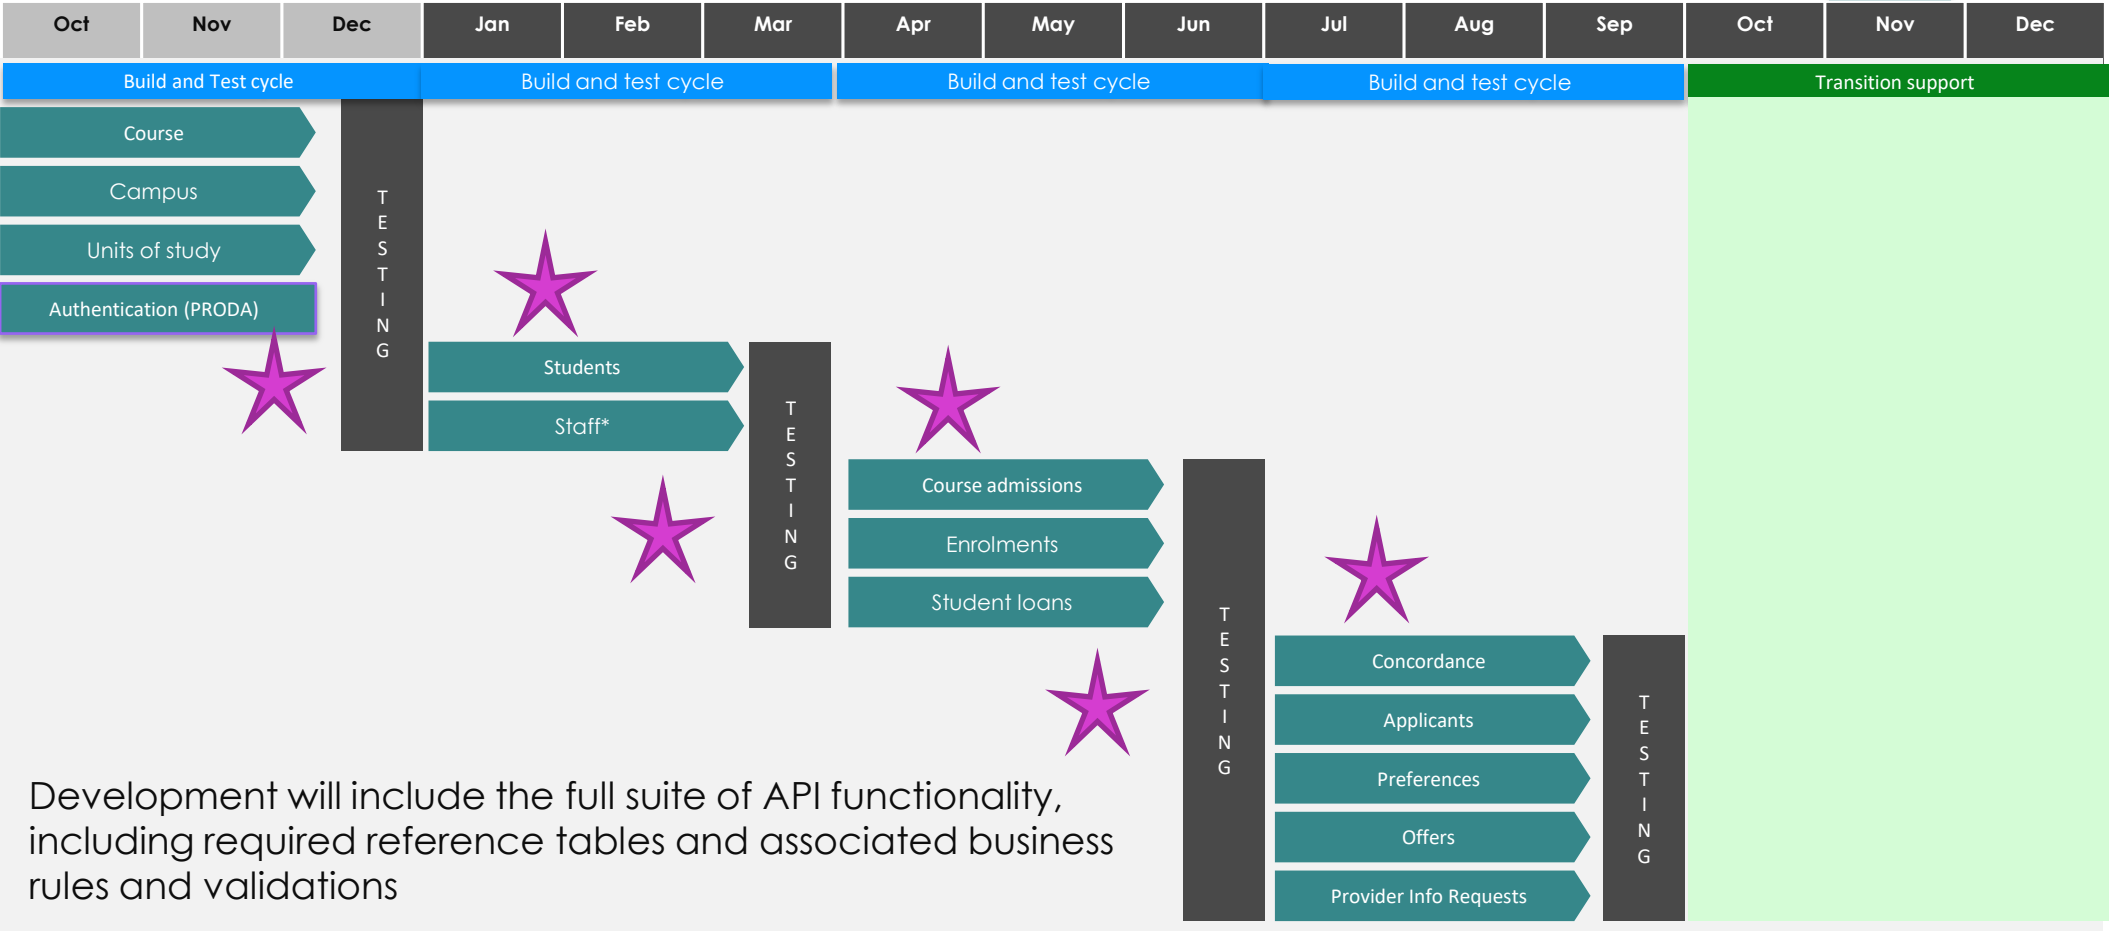 Oct Nov Dec Jan Feb Mar Apr May Jun Jul Aug Sep Oct Nov Dec
Build and Test cycle Build and test cycle Build and test cycle Build and test cycle Transition support
Course
Campus
Units of study
Authentication (PRODA)
TESTING
Students
Staff*
TESTING
Course admissions
Enrolments
Student loans
TESTING
Concordance
Applicants
Preferences
Offers
Provider Info Requests
TESTING
Development will include the full suite of API functionality,
including required reference tables and associated business
rules and validations